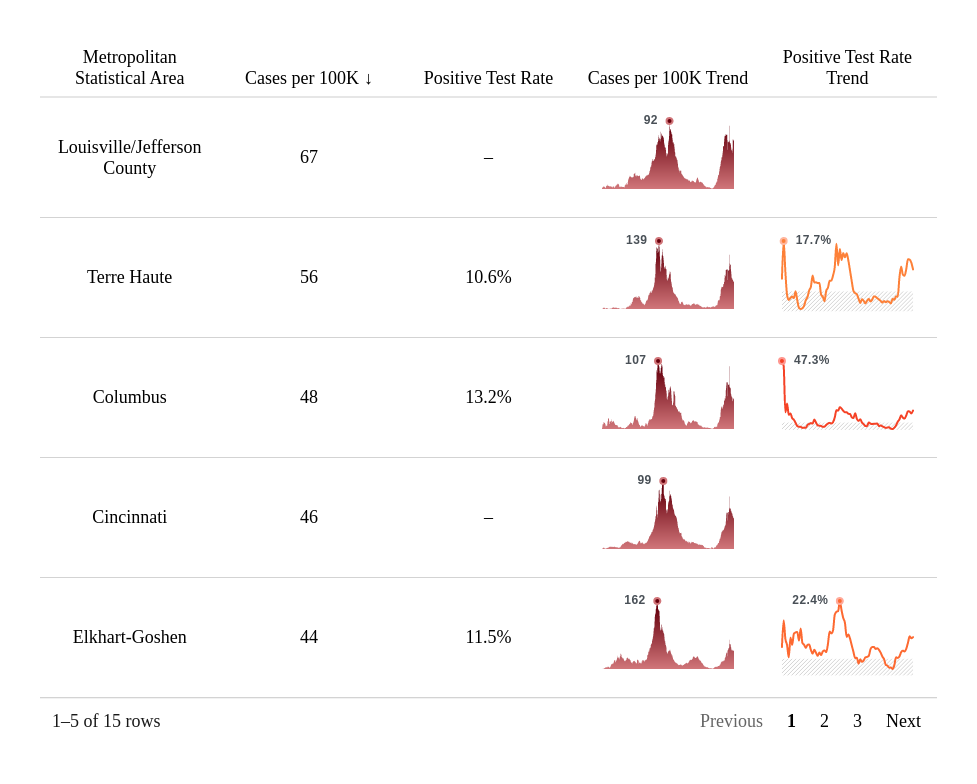 Metropolitan
Statistical Area
Cases per 100K ↓
Positive Test Rate
Cases per 100K Trend
Positive Test Rate
Trend
Louisville/Jefferson
County
67
–
92
Terre Haute
56
10.6%
139
17.7%
Columbus
48
13.2%
107
47.3%
Cincinnati
46
–
99
Elkhart-Goshen
44
11.5%
162
22.4%
1–5 of 15 rows
Previous 1 2 3 Next